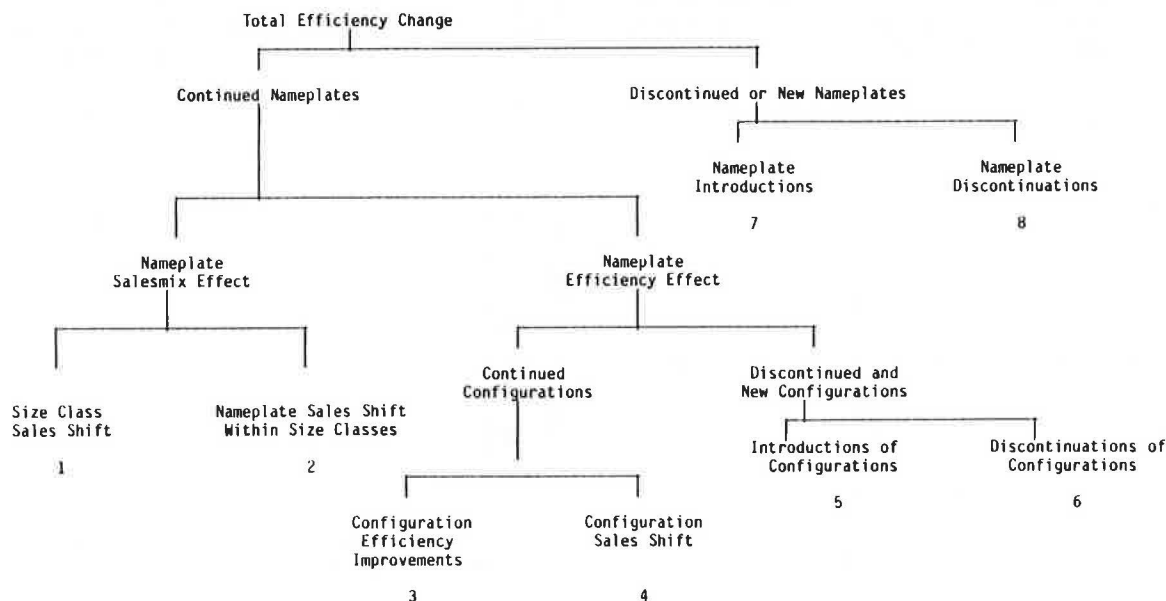 Total Efficiency Change
Continued Nameplates
Discontinued or New Nameplates
Nameplate
Introductions
7
Nameplate
Discontinuations
8
Nameplate
Salesmix Effect
Nameplate
Efficiency Effect
Size Class
Sales Shift
1
Nameplate Sales Shift
Within Size Classes
2
Continued
Configurations
Discontinued and
New Configurations
Introductions of
Configurations
5
Discontinuations of
Configurations
6
Configuration
Efficiency
Improvements
3
Configuration
Sales Shift
4